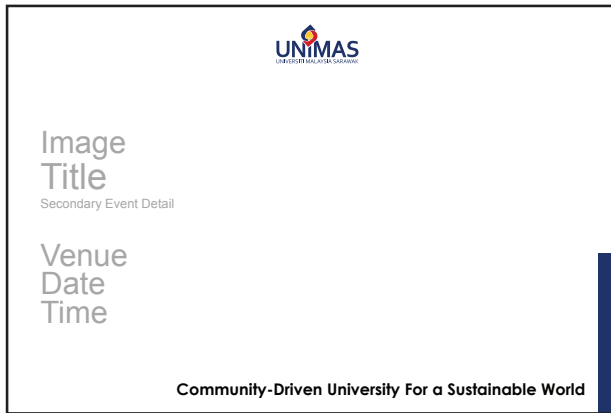 UNIMAS
UNIVERSITI MALAYSIA SARAWAK
Image
Title
Secondary Event Detail
Venue
Date
Time
Community-Driven University For a Sustainable World